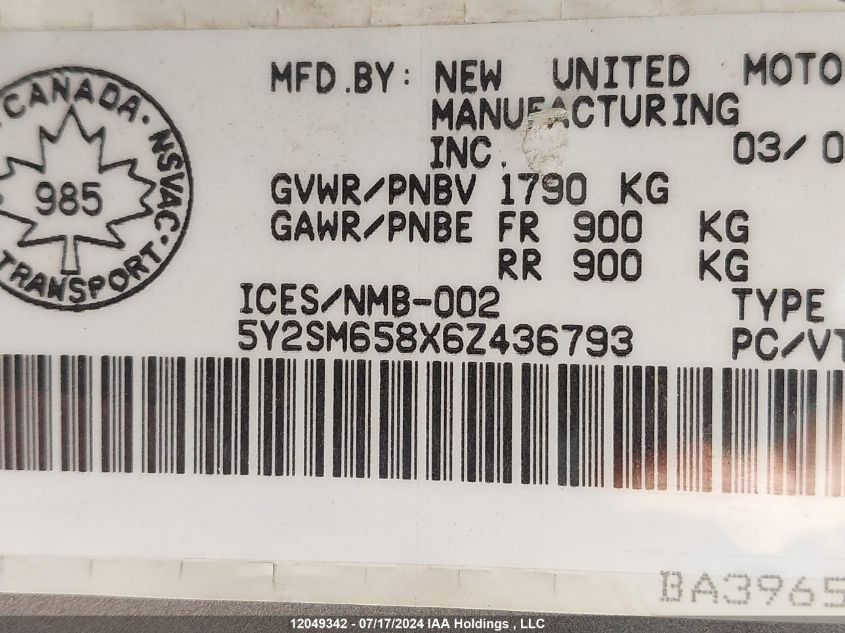 CANADA · NSVAC · TRANSPORT ·
985
MFD.BY: NEW UNITED MOTO
MANUFACTURING
INC. 03/0
GVWR/PNBV 1790 KG
GAWR/PNBE FR 900 KG
RR 900 KG
ICES/NMB-002 TYPE
5Y2SM658X6Z436793 PC/VT
BA3965
12049342 - 07/17/2024 IAA Holdings , LLC